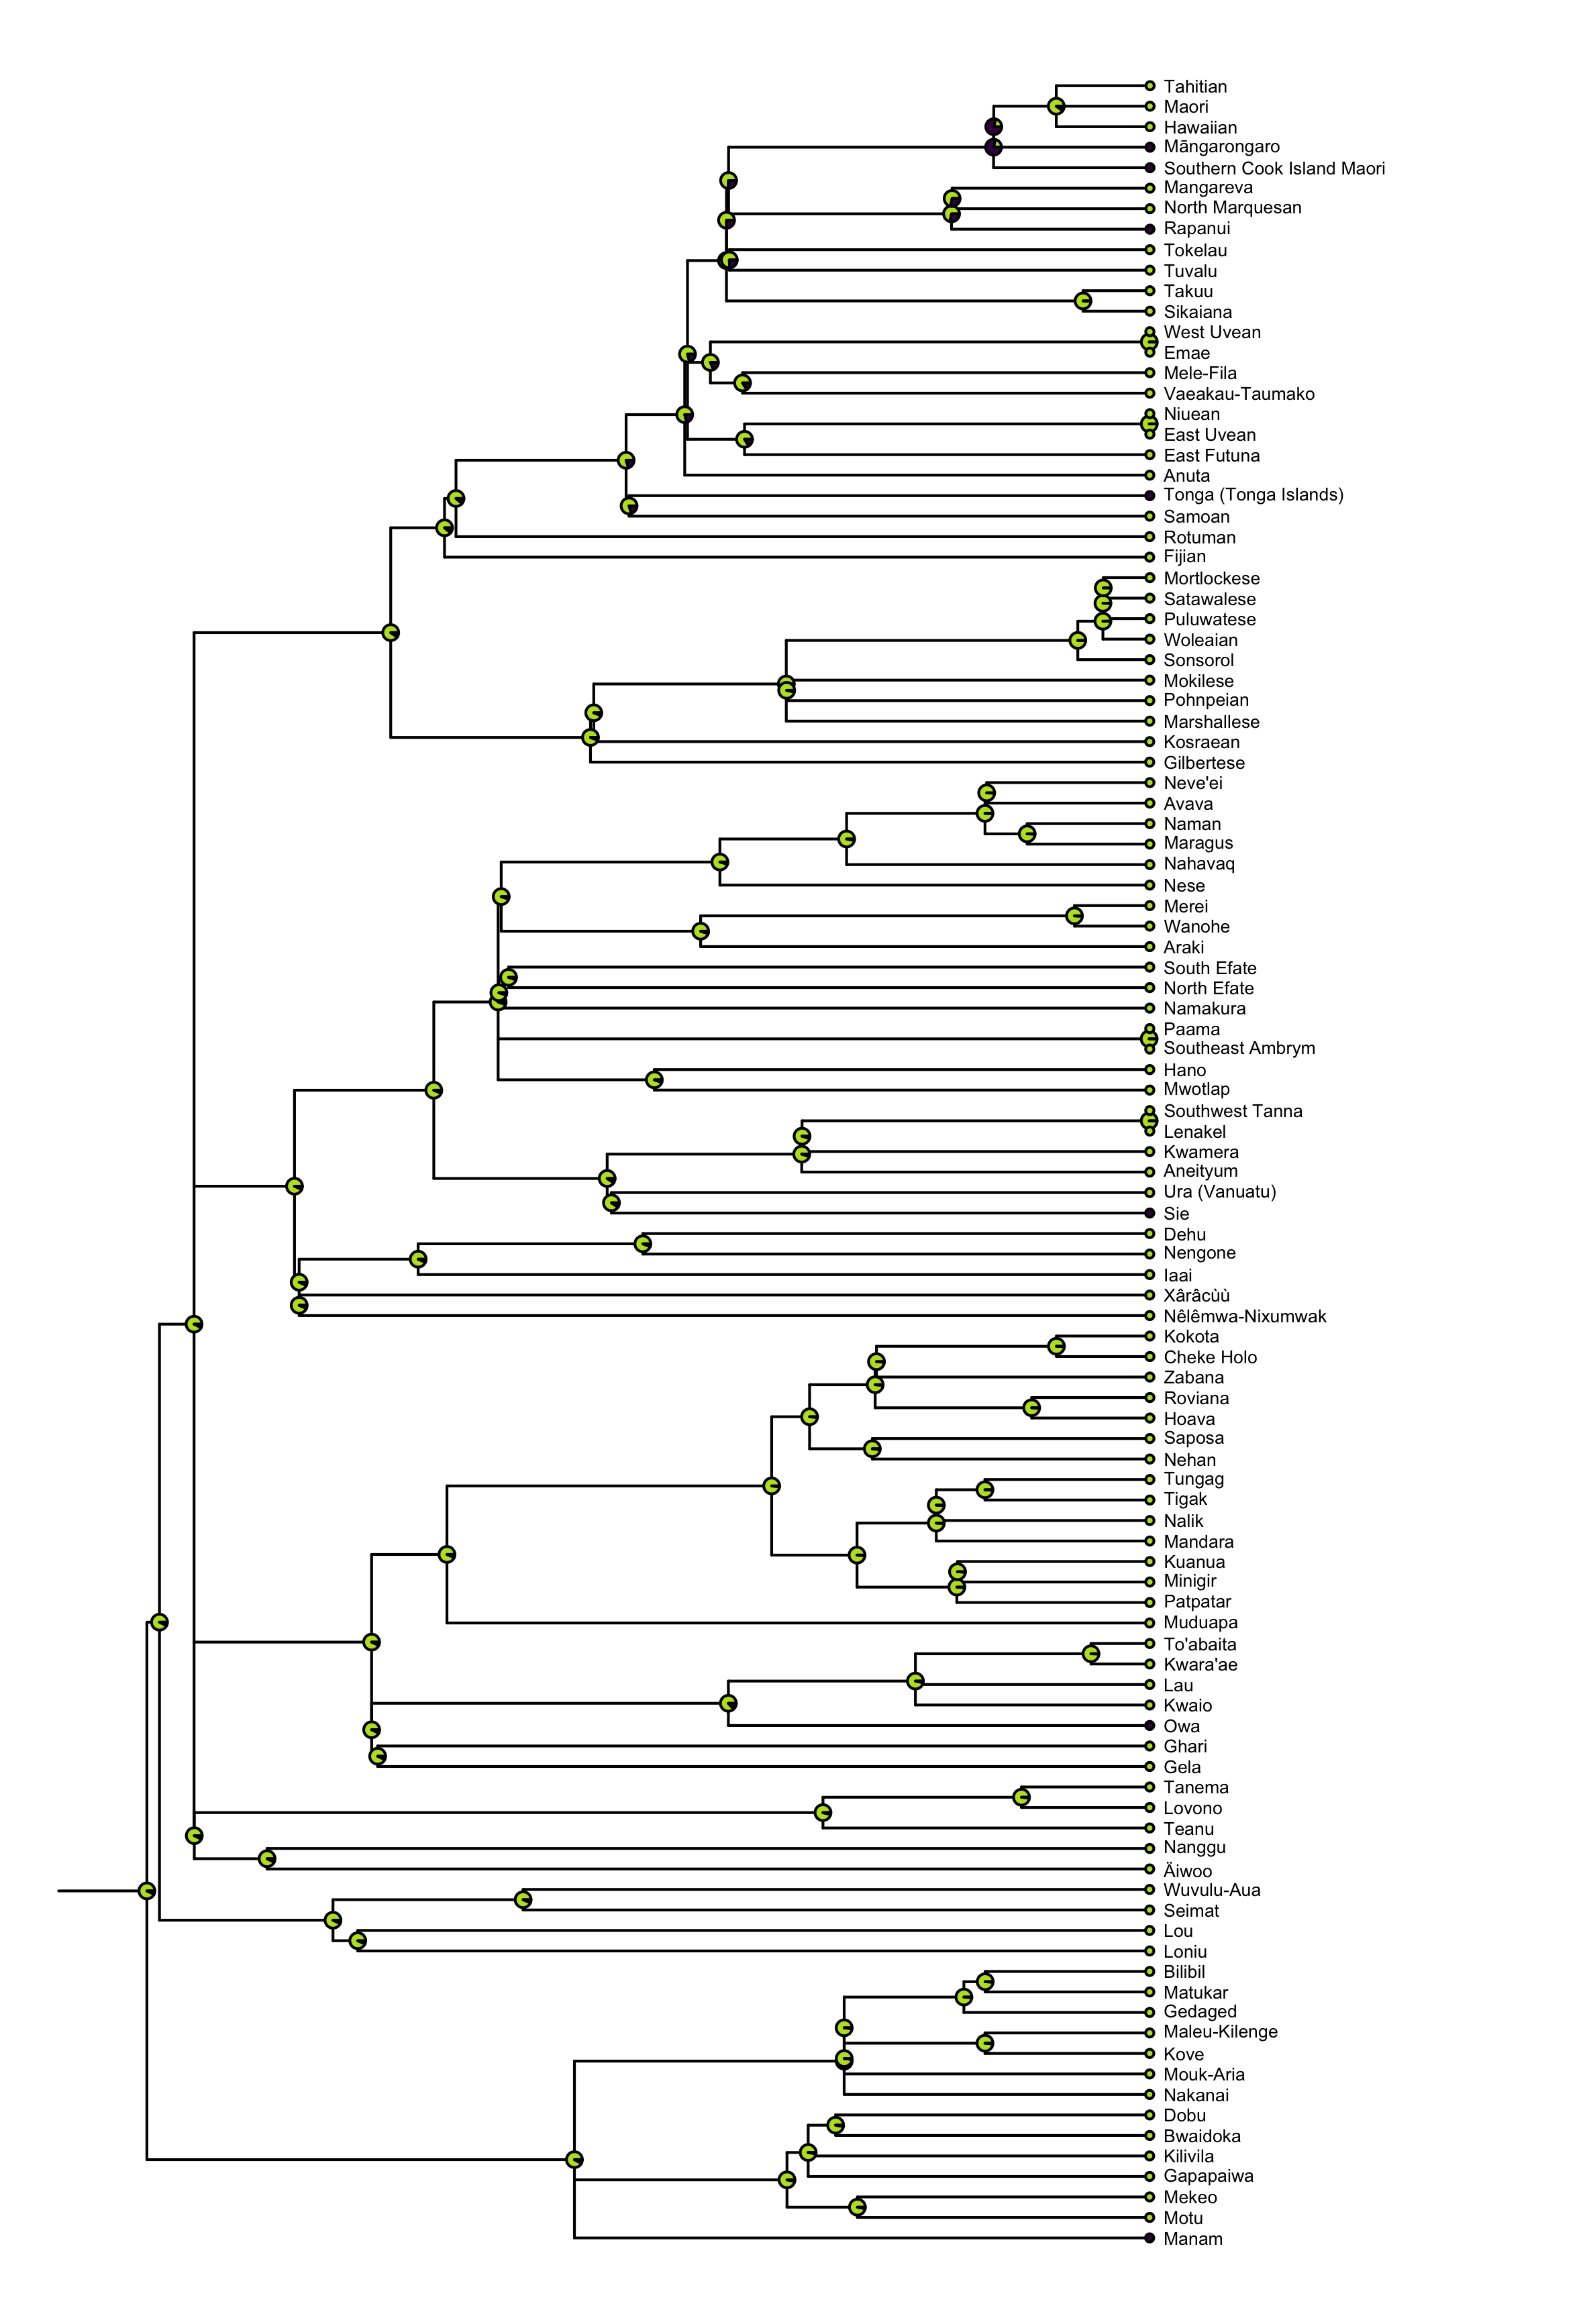 Tahitian
Maori
Hawaiian
Māngarongaro
Southern Cook Island Maori
Mangareva
North Marquesan
Rapanui
Tokelau
Tuvalu
Takuu
Sikaiana
West Uvean
Emae
Mele-Fila
Vaeakau-Taumako
Niuean
East Uvean
East Futuna
Anuta
Tonga (Tonga Islands)
Samoan
Rotuman
Fijian
Mortlockese
Satawalese
Puluwatese
Woleaian
Sonsorol
Mokilese
Pohnpeian
Marshallese
Kosraean
Gilbertese
Neve'ei
Avava
Naman
Maragus
Nahavaq
Nese
Merei
Wanohe
Araki
South Efate
North Efate
Namakura
Paama
Southeast Ambrym
Hano
Mwotlap
Southwest Tanna
Lenakel
Kwamera
Aneityum
Ura (Vanuatu)
Sie
Dehu
Nengone
Iaai
Xârâcùù
Nêlêmwa-Nixumwak
Kokota
Cheke Holo
Zabana
Roviana
Hoava
Saposa
Nehan
Tungag
Tigak
Nalik
Mandara
Kuanua
Minigir
Patpatar
Muduapa
To'abaita
Kwara'ae
Lau
Kwaio
Owa
Ghari
Gela
Tanema
Lovono
Teanu
Nanggu
Äiwoo
Wuvulu-Aua
Seimat
Lou
Loniu
Bilibil
Matukar
Gedaged
Maleu-Kilenge
Kove
Mouk-Aria
Nakanai
Dobu
Bwaidoka
Kilivila
Gapapaiwa
Mekeo
Motu
Manam